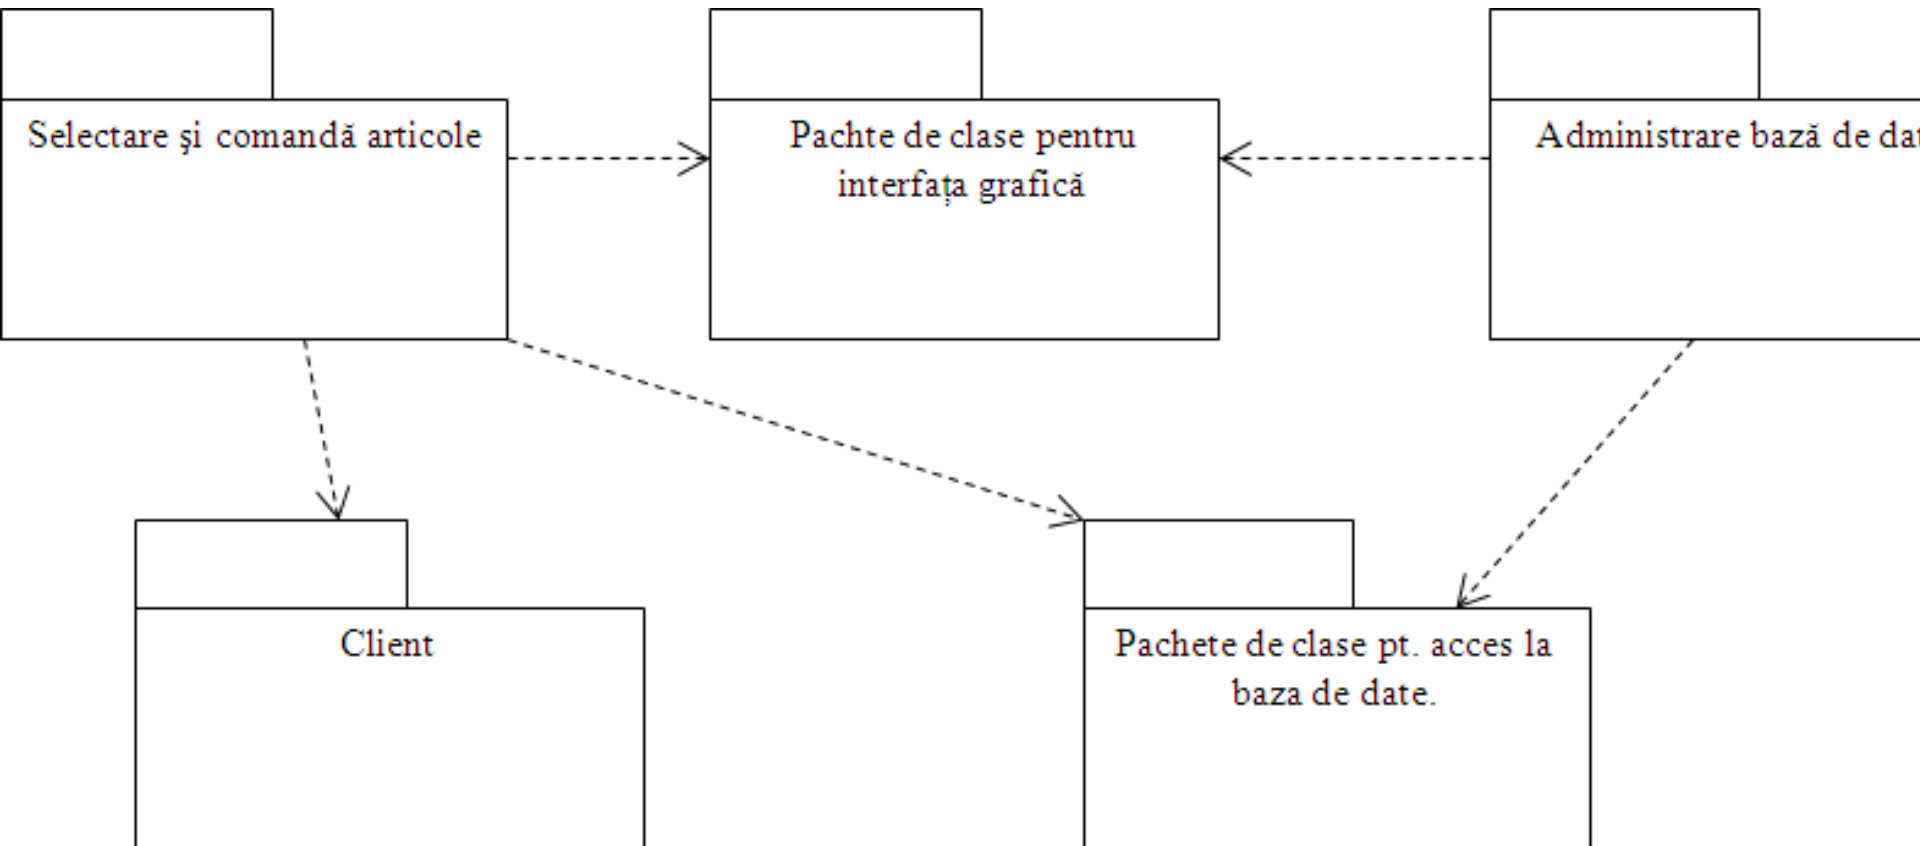 Selectare şi comandă articole
Pachte de clase pentru
interfața grafică
Administrare bază de
Client
Pachete de clase pt. acces la
baza de date.